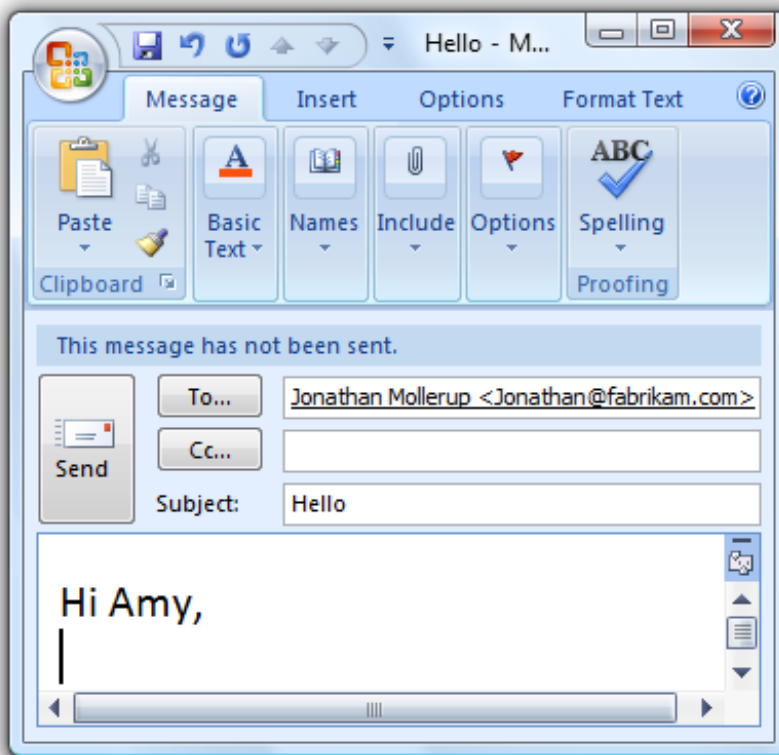 Hello - M...
Message Insert Options Format Text
ABC
Paste Basic Text Names Include Options Spelling
Clipboard Proofing
This message has not been sent.
To... Jonathan Mollerup <Jonathan@fabrikam.com>
Cc...
Send
Subject: Hello
Hi Amy,